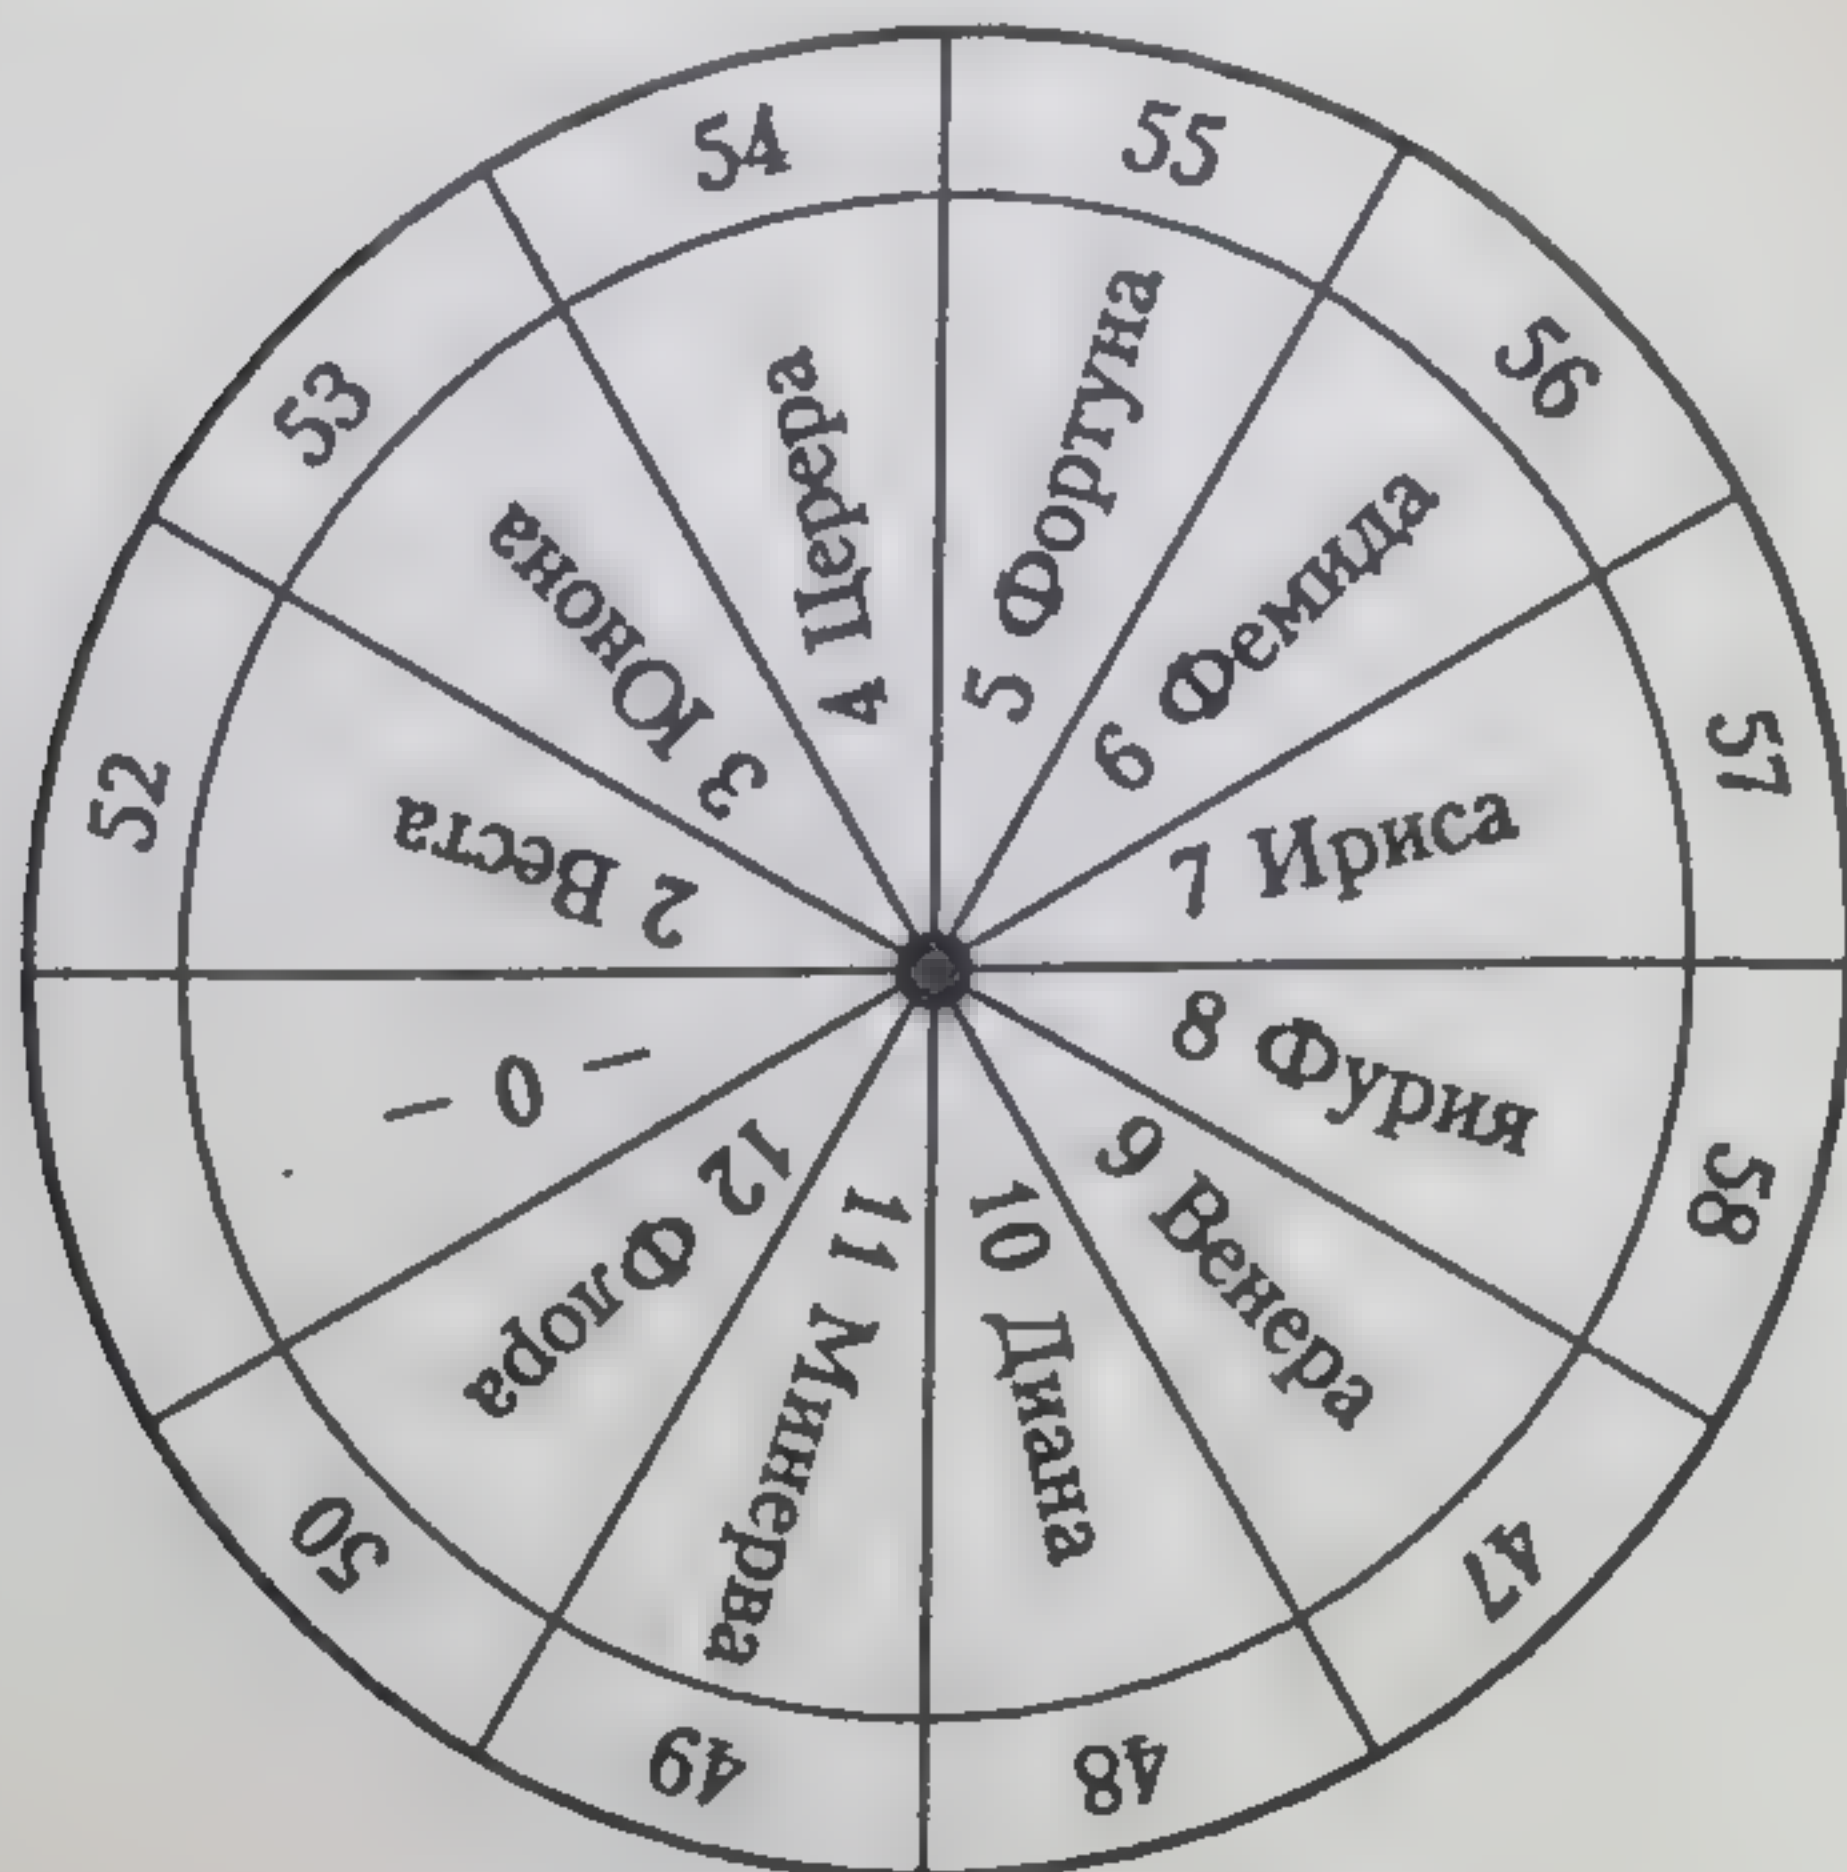 54
55
56
57
58
47
48
49
50
52
53
4 Церера
5 Фортуна
6 Фемида
7 Ириса
8 Фурия
9 Венера
10 Диана
11 Минерва
12 Флора
— 0 —
2 Веста
3 Юнона